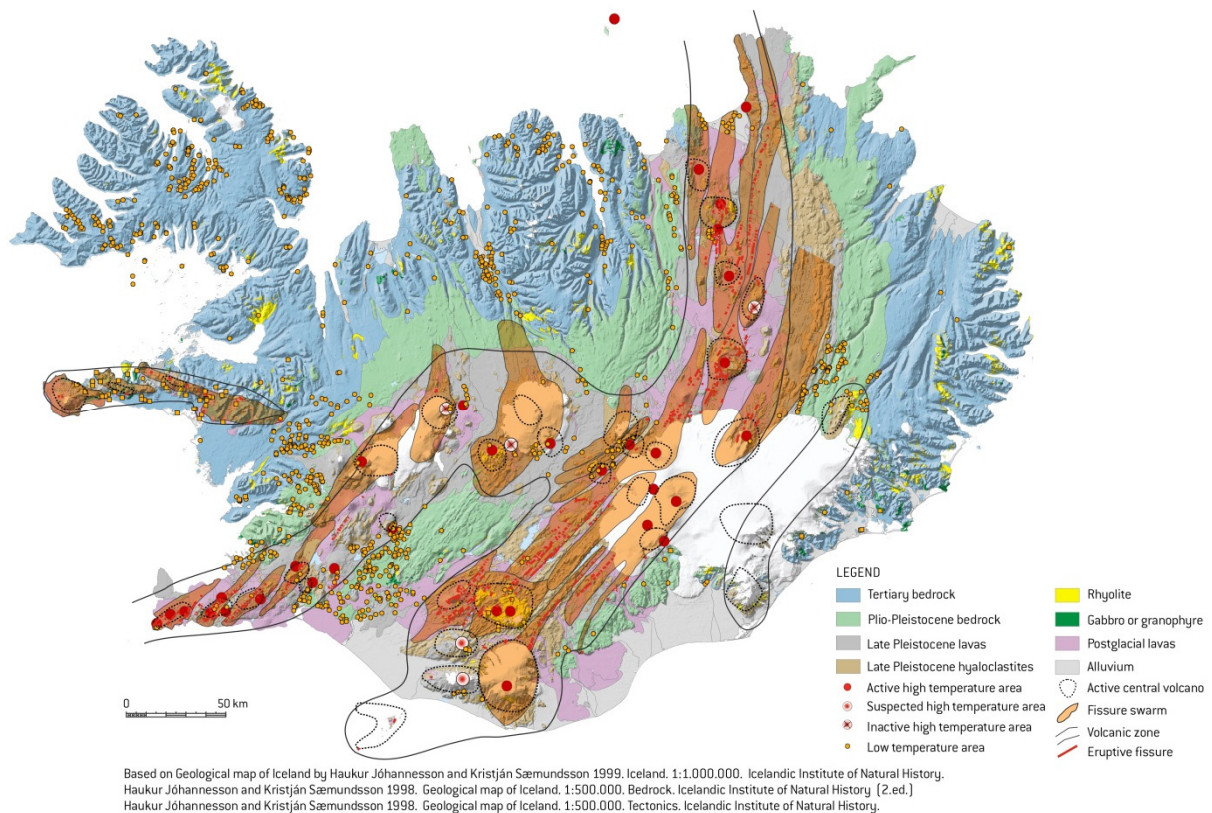 LEGEND
Tertiary bedrock
Plio-Pleistocene bedrock
Late Pleistocene lavas
Late Pleistocene hyaloclastites
Active high temperature area
Suspected high temperature area
Inactive high temperature area
Low temperature area
Rhyolite
Gabbro or granophyre
Postglacial lavas
Alluvium
Active central volcano
Fissure swarm
Volcanic zone
Eruptive fissure
0 50 km
Based on Geological map of Iceland by Haukur Jóhannesson and Kristján Sæmundsson 1999. Iceland. 1:1.000.000. Icelandic Institute of Natural History.
Haukur Jóhannesson and Kristján Sæmundsson 1998. Geological map of Iceland. 1:500.000. Bedrock. Icelandic Institute of Natural History (2.ed.)
Haukur Jóhannesson and Kristján Sæmundsson 1998. Geological map of Iceland. 1:500.000. Tectonics. Icelandic Institute of Natural History.